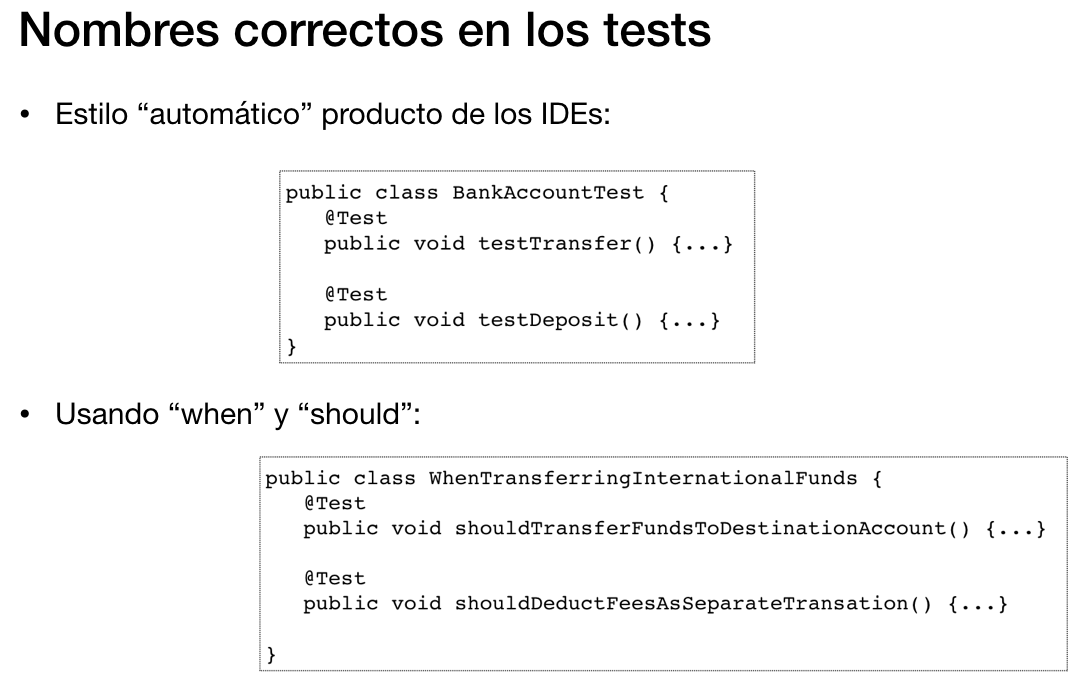 Nombres correctos en los tests
• Estilo “automático” producto de los IDEs:
public class BankAccountTest {
@Test
public void testTransfer() {...}
@Test
public void testDeposit() {...}
}
• Usando “when” y “should”:
public class WhenTransferringInternationalFunds {
@Test
public void shouldTransferFundsToDestinationAccount() {...}
@Test
public void shouldDeductFeesAsSeparateTransation() {...}
}